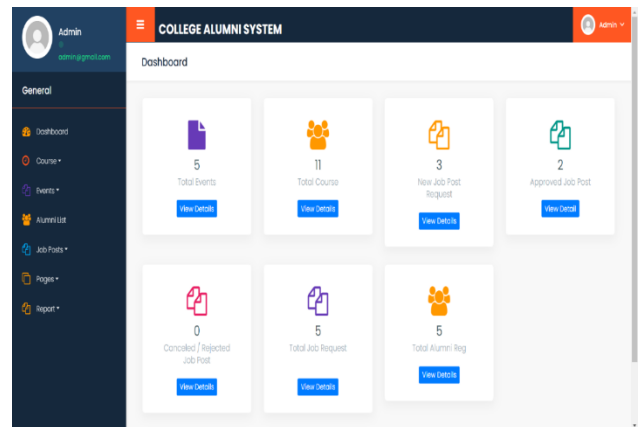 Admin
admin@gmail.com
General
Dashboard
Course
Events
Alumni List
Job Posts
Pages
Report
COLLEGE ALUMNI SYSTEM
Admin
Dashboard
5
Total Events
View Details
11
Total Course
View Details
3
New Job Post
Request
View Details
2
Approved Job Post
View Detail
0
Canceled / Rejected
Job Post
View Details
5
Total Job Request
View Details
5
Total Alumni Reg
View Details